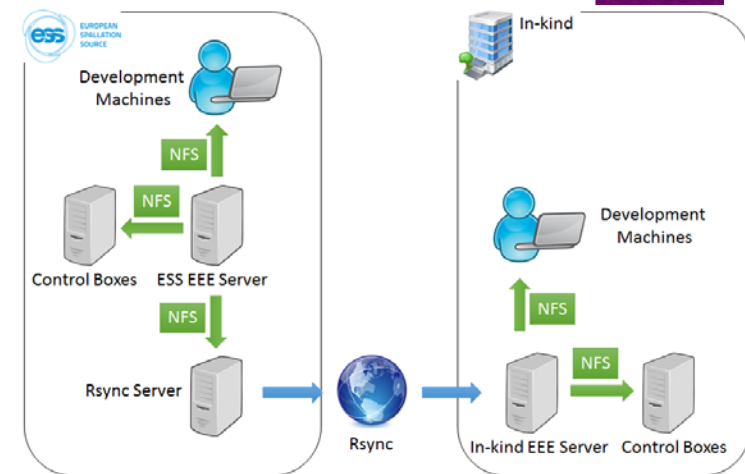 ess
EUROPEAN
SPALLATION
SOURCE
Development
Machines
NFS
NFS
Control Boxes
ESS EEE Server
NFS
Rsync Server
Rsync
In-kind
Development
Machines
NFS
NFS
In-kind EEE Server
Control Boxes